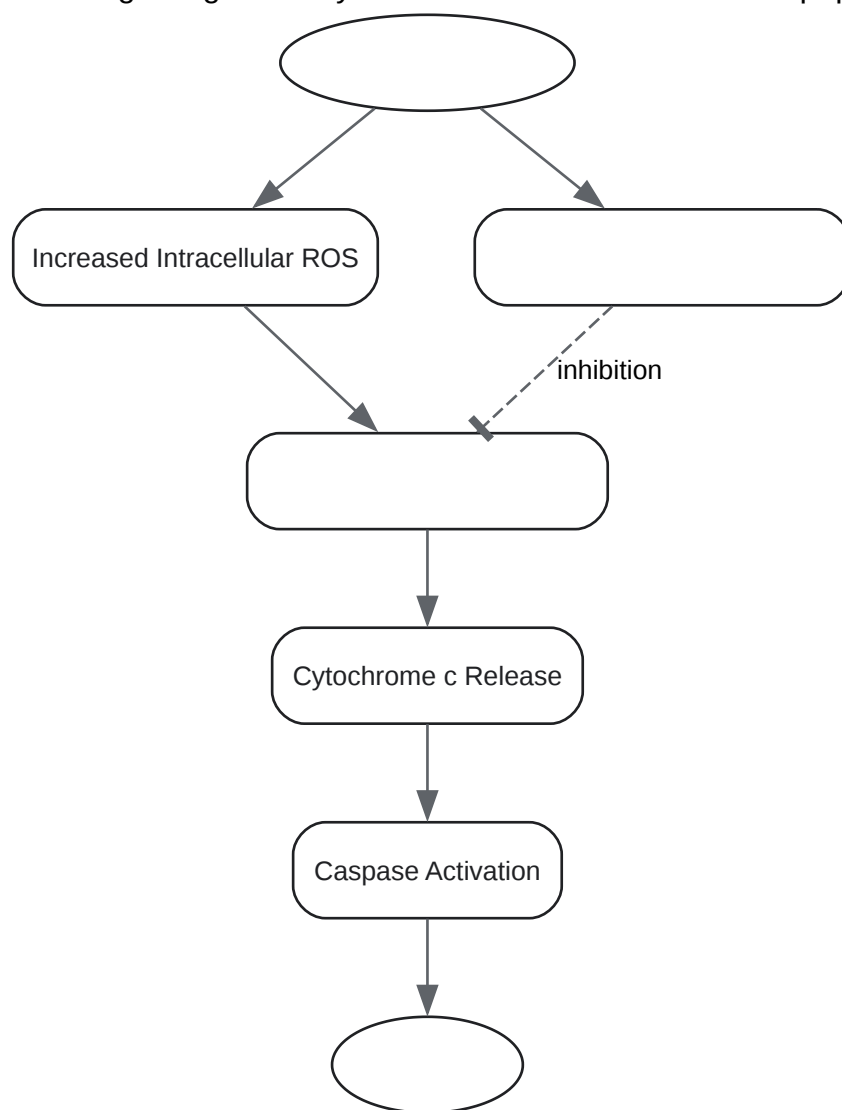 Increased Intracellular ROS
inhibition
Cytochrome c Release
Caspase Activation